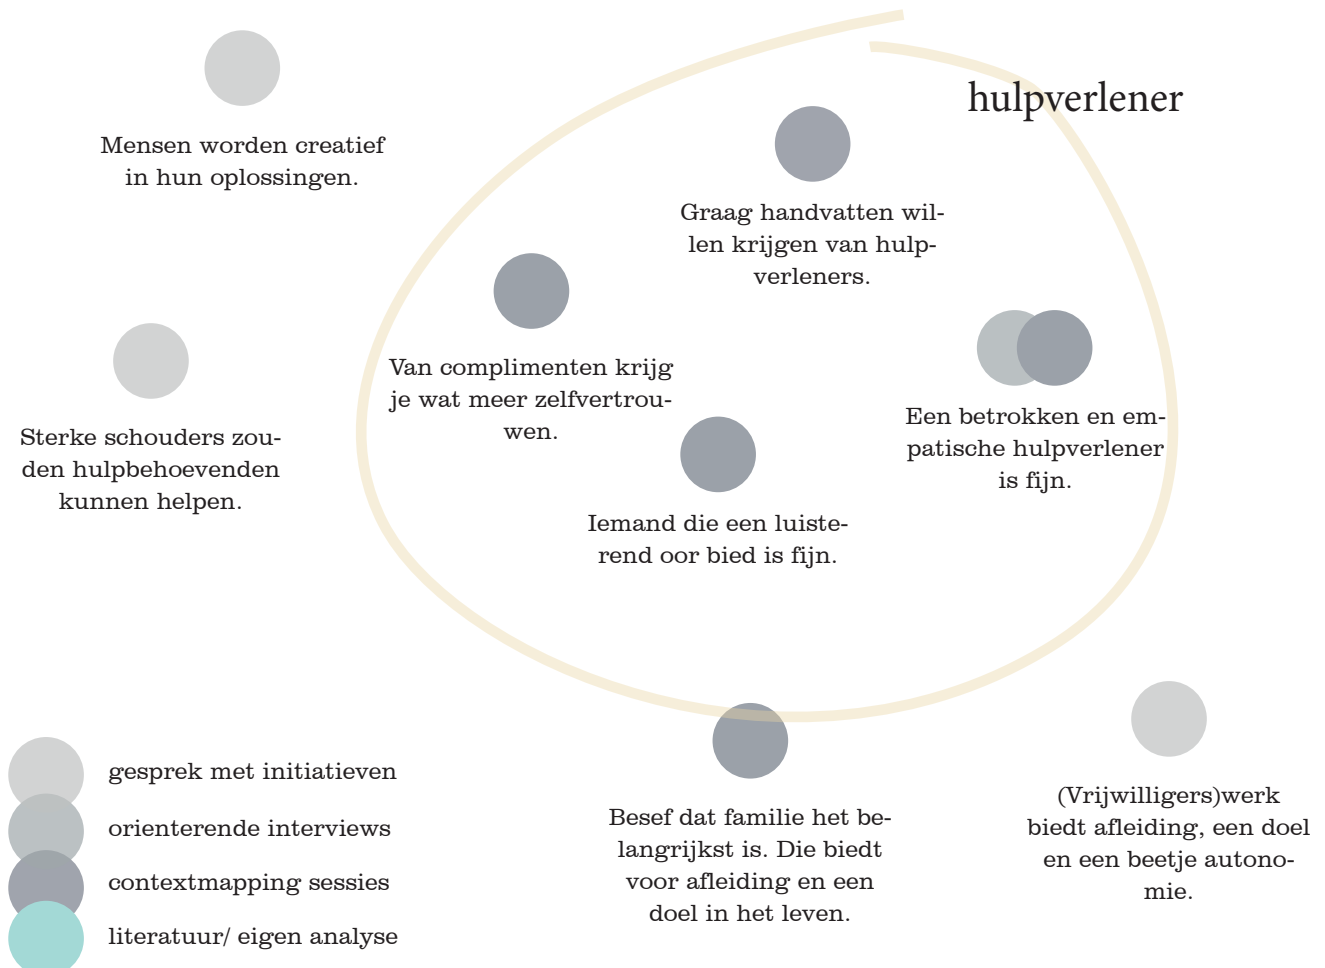 hulpverlener
Mensen worden creatief
in hun oplossingen.
Graag handvatten wil-
len krijgen van hulp-
verleners.
Van complimenten krijg
je wat meer zelfvertrou-
wen.
Een betrokken en em-
patische hulpverlener
is fijn.
Sterke schouders zou-
den hulpbehoevenden
kunnen helpen.
Iemand die een luiste-
rend oor bied is fijn.
gesprek met initiatieven
orienterende interviews
contextmapping sessies
literatuur/ eigen analyse
Besef dat familie het be-
langrijkst is. Die biedt
voor afleiding en een
doel in het leven.
(Vrijwilligers)werk
biedt afleiding, een doel
en een beetje autono-
mie.